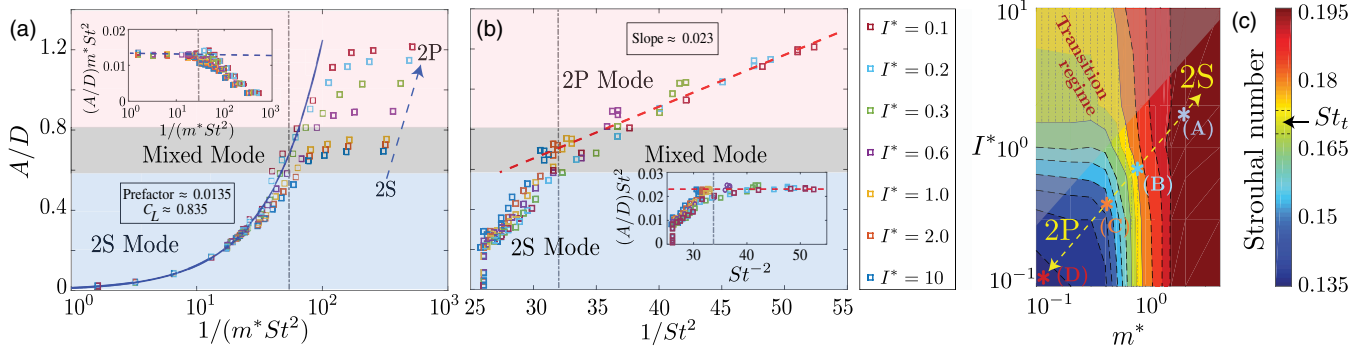 (a)
A/D
1.2
0.8
0.4
0
0.02
0.01
0
(A/D)m* St²
10⁰ 10¹ 10² 10³
1/(m* St²)
2P
Mixed Mode
2S
Prefactor ≈ 0.0135
C_L ≈ 0.835
2S Mode
10⁰ 10¹ 10² 10³
1/(m* St²)
(b)
Slope ≈ 0.023
2P Mode
Mixed Mode
2S Mode
(A/D)St²
0.03
0.02
0.01
0
30 40 50
St⁻²
25 30 35 40 45 50 55
1/St²
I* = 0.1
I* = 0.2
I* = 0.3
I* = 0.6
I* = 1.0
I* = 2.0
I* = 10
(c)
I*
10¹
10⁰
10⁻¹
Transition
regime
2S
(A)
(B)
(C)
2P
(D)
10⁻¹ 10⁰
m*
Strouhal number
0.195
0.18
St_t
0.165
0.15
0.135